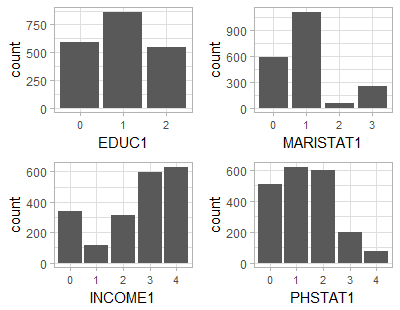 count
750
500
250
0
0 1 2
EDUC1
count
900
600
300
0
0 1 2 3
MARISTAT1
count
600
400
200
0
0 1 2 3 4
INCOME1
count
600
400
200
0
0 1 2 3 4
PHSTAT1